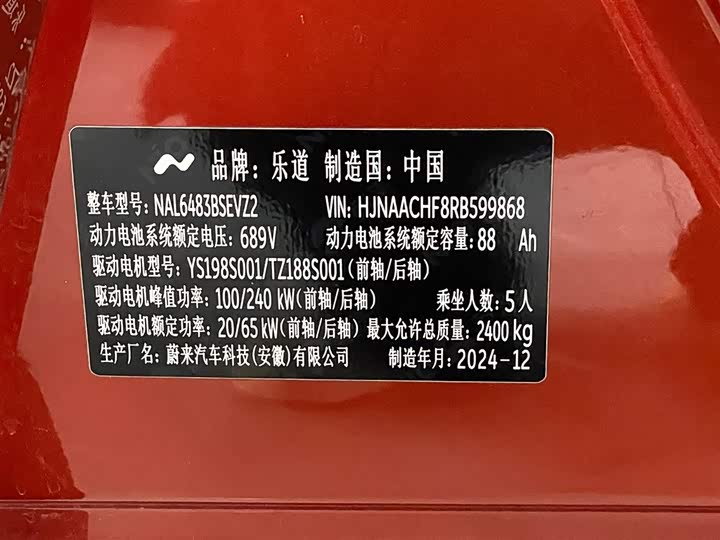 品牌：乐道 制造国：中国
整车型号：NAL6483BSEVZ2 VIN: HJNAACHF8RB599868
动力电池系统额定电压：689V 动力电池系统额定容量：88 Ah
驱动电机型号：YS198S001/TZ188S001（前轴/后轴）
驱动电机峰值功率：100/240 kW（前轴/后轴） 乘坐人数：5人
驱动电机额定功率：20/65 kW（前轴/后轴） 最大允许总质量：2400kg
生产厂名：蔚来汽车科技（安徽）有限公司 制造年月：2024-12